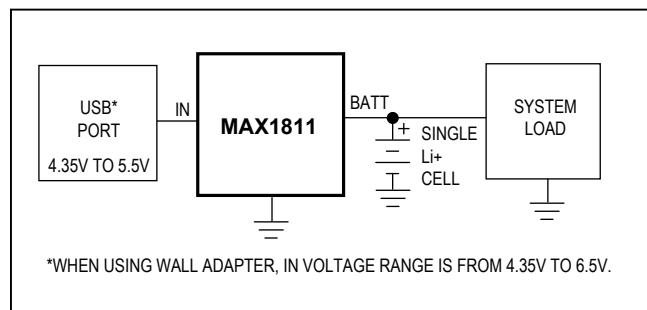 USB*
PORT
4.35V TO 5.5V
IN
MAX1811
BATT
+
SINGLE
Li+
CELL
SYSTEM
LOAD
*WHEN USING WALL ADAPTER, IN VOLTAGE RANGE IS FROM 4.35V TO 6.5V.